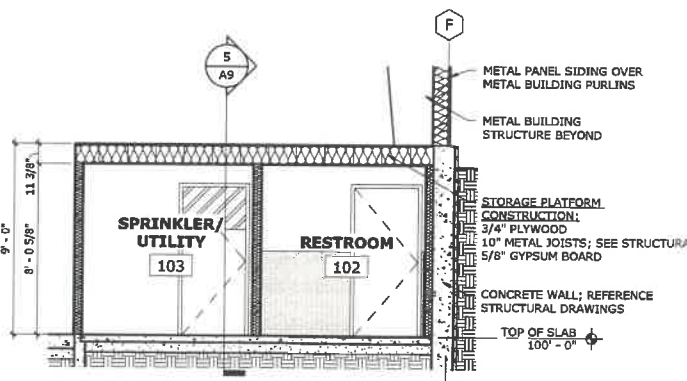 F
5
A9
METAL PANEL SIDING OVER
METAL BUILDING PURLINS
METAL BUILDING
STRUCTURE BEYOND
9' - 0"
11 3/8"
8' - 0 5/8"
SPRINKLER/
UTILITY
103
RESTROOM
102
STORAGE PLATFORM
CONSTRUCTION:
3/4" PLYWOOD
10" METAL JOISTS; SEE STRUCTURA
5/8" GYPSUM BOARD
CONCRETE WALL; REFERENCE
STRUCTURAL DRAWINGS
TOP OF SLAB
100' - 0"